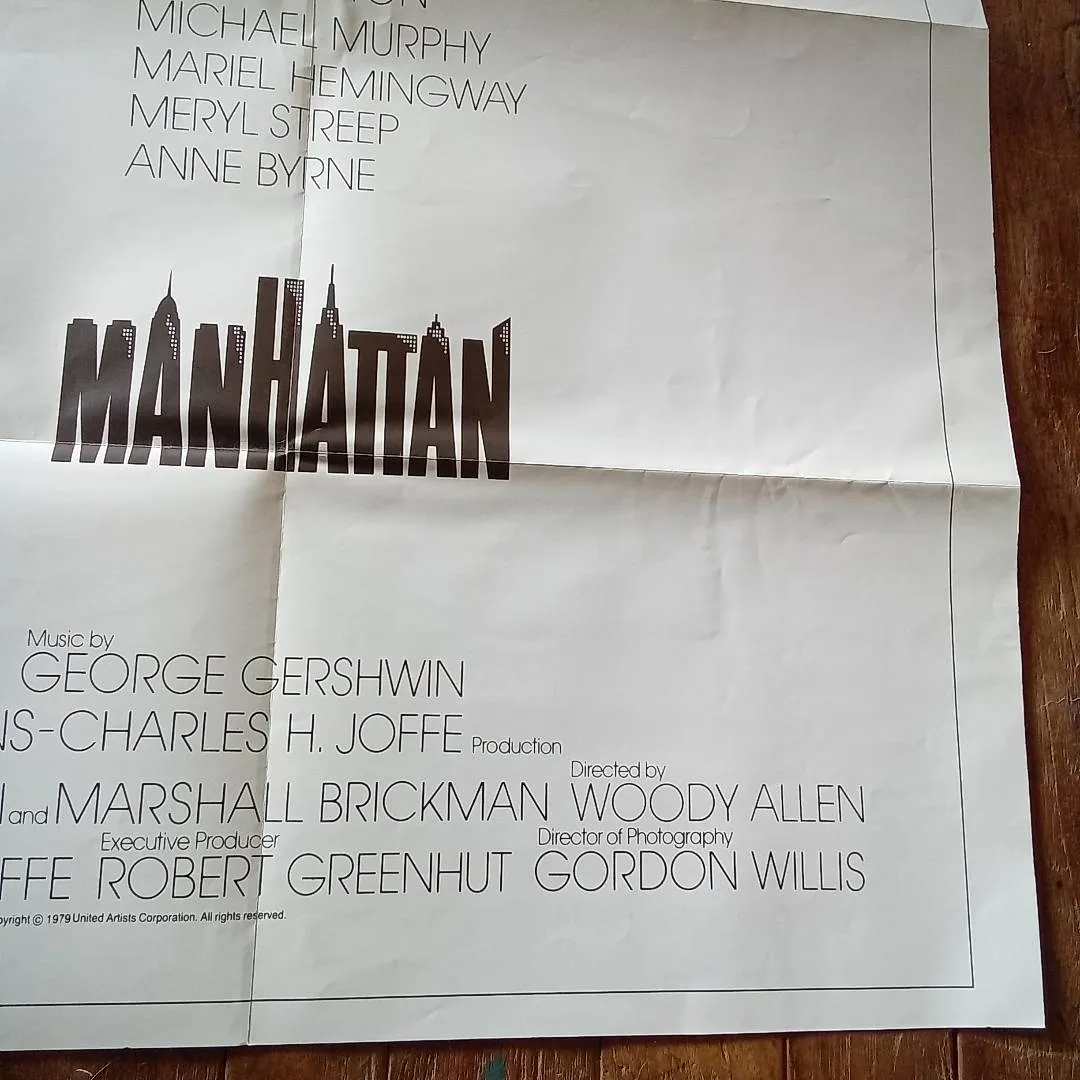 MICHAEL MURPHY
MARIEL HEMINGWAY
MERYL STREEP
ANNE BYRNE
MANHATTAN
Music by
GEORGE GERSHWIN
NS-CHARLES H. JOFFE Production
Directed by
and MARSHALL BRICKMAN WOODY ALLEN
Executive Producer Director of Photography
FFE ROBERT GREENHUT GORDON WILLIS
pyright © 1979 United Artists Corporation. All rights reserved.